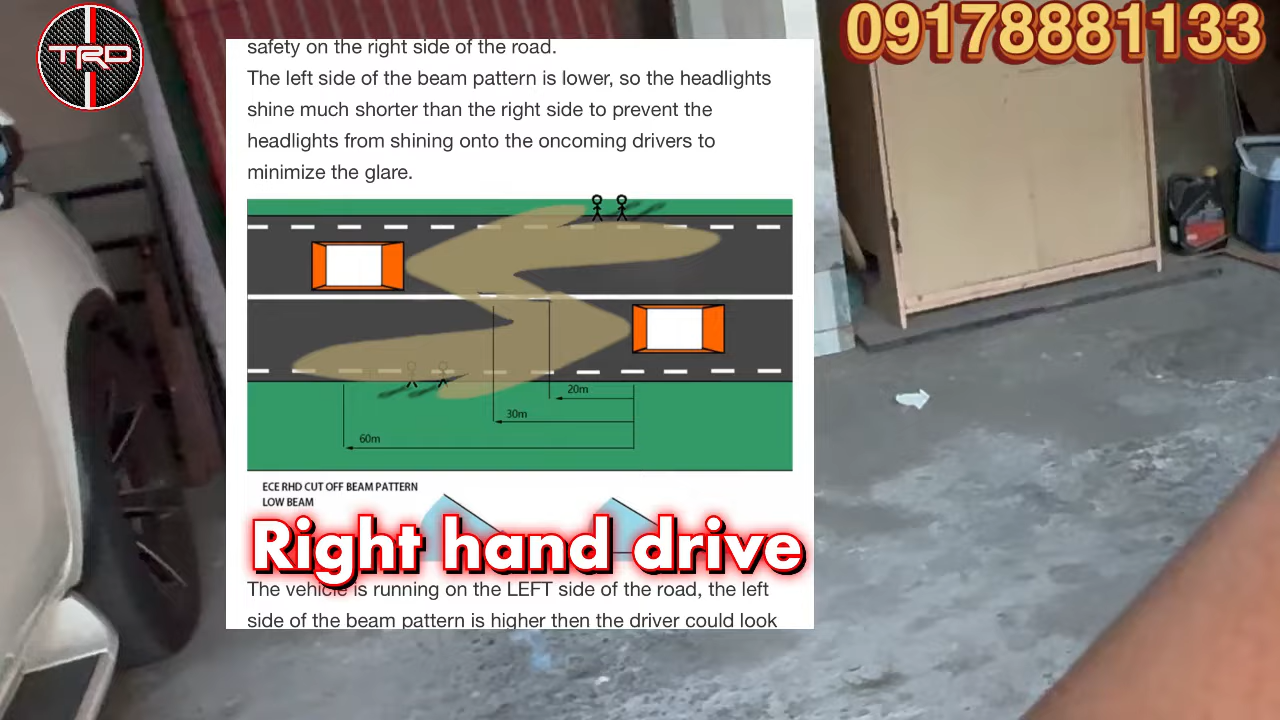 TRD
09178881133
safety on the right side of the road.
The left side of the beam pattern is lower, so the headlights
shine much shorter than the right side to prevent the
headlights from shining onto the oncoming drivers to
minimize the glare.
20m
30m
60m
ECE RHD CUT OFF BEAM PATTERN
LOW BEAM
Right hand drive
The vehicle is running on the LEFT side of the road, the left
side of the beam pattern is higher then the driver could look